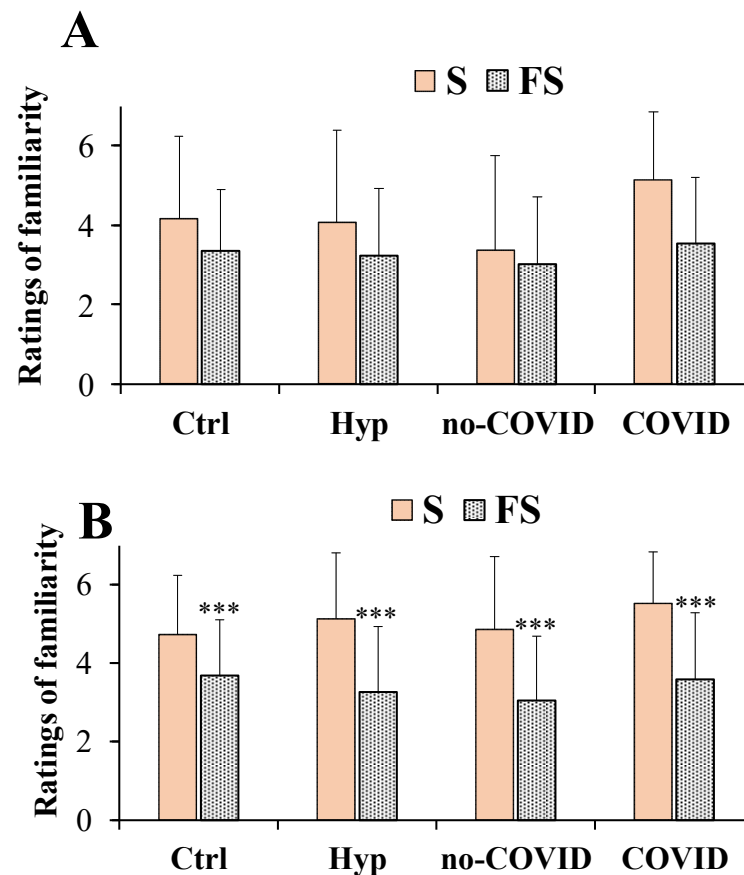 A
S FS
Ratings of familiarity
6
4
2
0
Ctrl Hyp no-COVID COVID
B
S FS
Ratings of familiarity
6
4
2
0
*** *** *** ***
Ctrl Hyp no-COVID COVID